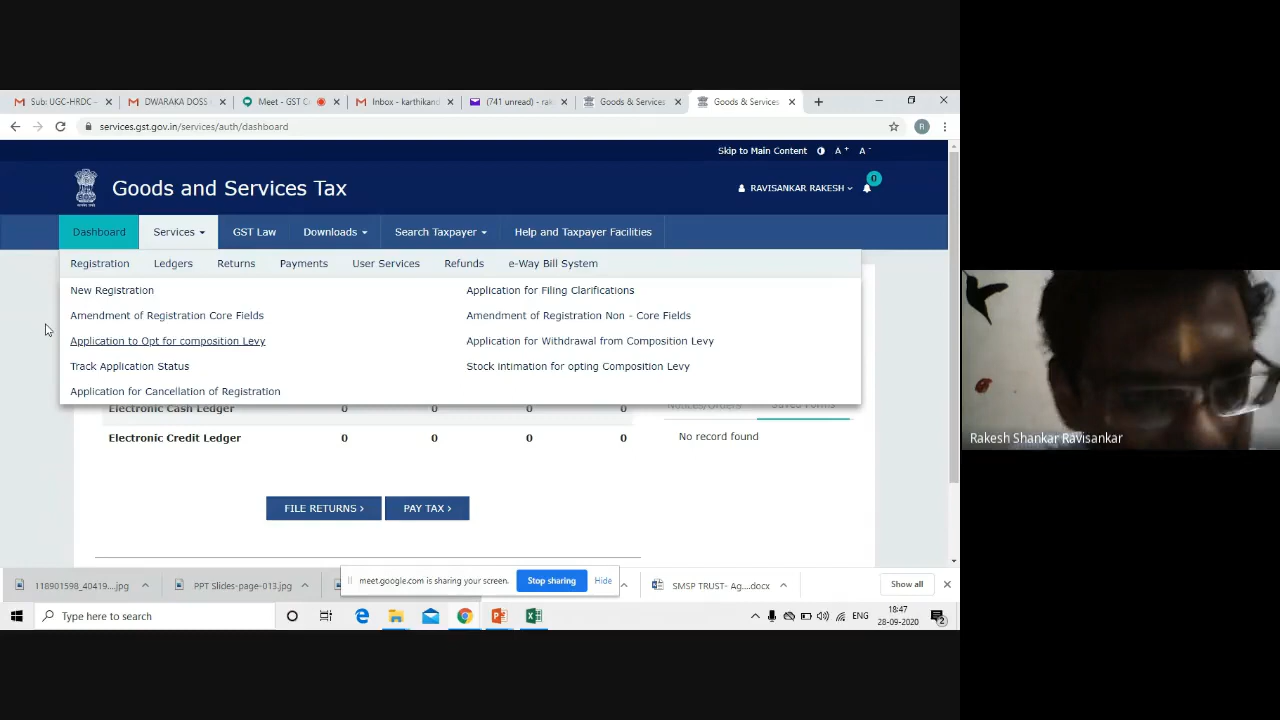 Sub: UGC-HRDC -
DWARAKA DOSS
Meet - GST C
Inbox - karthikand
(741 unread) - rak
Goods & Services
Goods & Services
services.gst.gov.in/services/auth/dashboard
R
Skip to Main Content
A+
A-
Goods and Services Tax
RAVISANKAR RAKESH
0
Dashboard
Services
GST Law
Downloads
Search Taxpayer
Help and Taxpayer Facilities
Registration
Ledgers
Returns
Payments
User Services
Refunds
e-Way Bill System
New Registration
Application for Filing Clarifications
Amendment of Registration Core Fields
Amendment of Registration Non - Core Fields
Application to Opt for composition Levy
Application for Withdrawal from Composition Levy
Track Application Status
Stock intimation for opting Composition Levy
Application for Cancellation of Registration
Electronic Cash Ledger 0 0 0 0
Notices/Orders
Saved Forms
Electronic Credit Ledger 0 0 0 0
No record found
FILE RETURNS >
PAY TAX >
118901598_40419....jpg
PPT Slides-page-013.jpg
meet.google.com is sharing your screen.
Stop sharing
Hide
SMSP TRUST- Ag....docx
Show all
Type here to search
ENG
18:47
28-09-2020
2
Rakesh Shankar Ravisankar